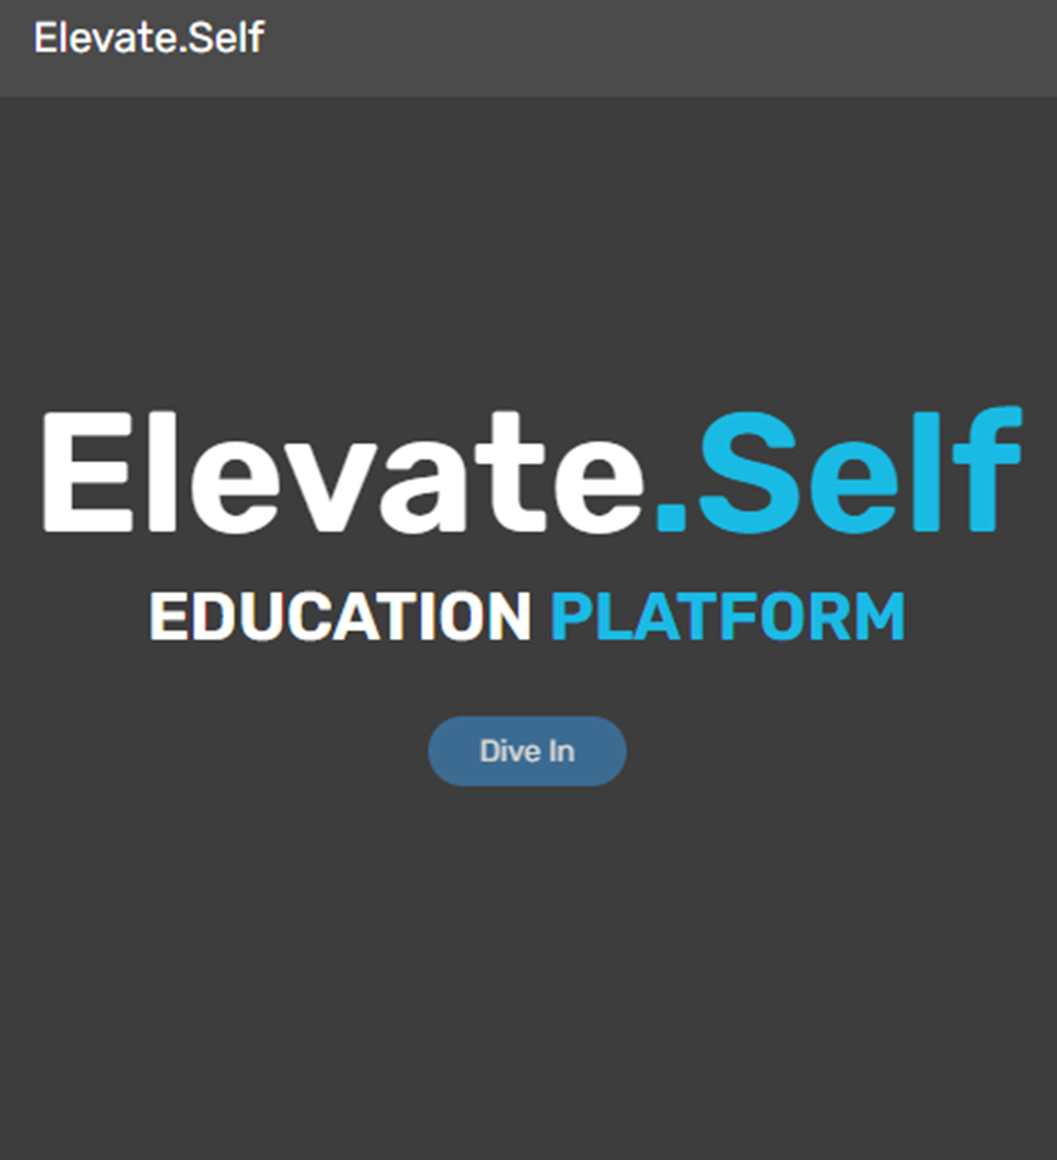 Elevate.Self
Elevate.Self
EDUCATION PLATFORM
Dive In